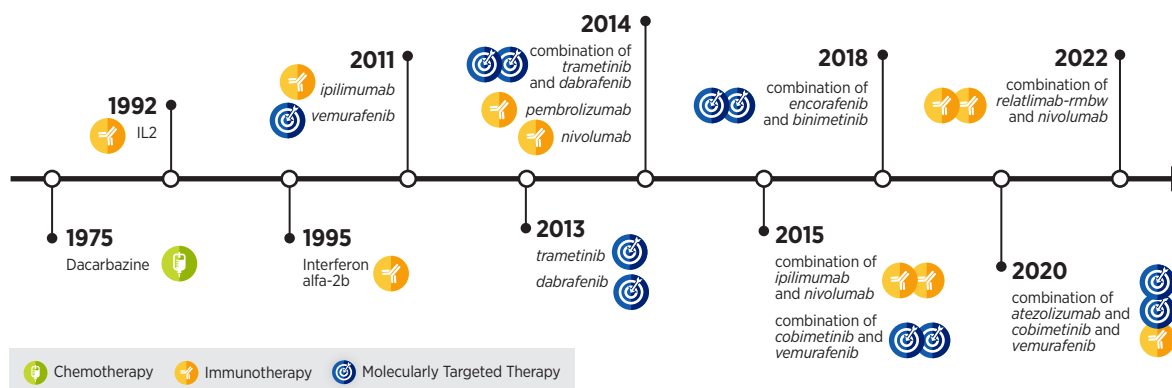 1975
Dacarbazine
1992
IL2
1995
Interferon
alfa-2b
2011
ipilimumab
vemurafenib
2013
trametinib
dabrafenib
2014
combination of
trametinib
and dabrafenib
pembrolizumab
nivolumab
2015
combination of
ipilimumab
and nivolumab
combination of
cobimetinib and
vemurafenib
2018
combination of
encorafenib
and binimetinib
2020
combination of
atezolizumab and
cobimetinib and
vemurafenib
2022
combination of
relatlimab-rmbw
and nivolumab
Chemotherapy
Immunotherapy
Molecularly Targeted Therapy